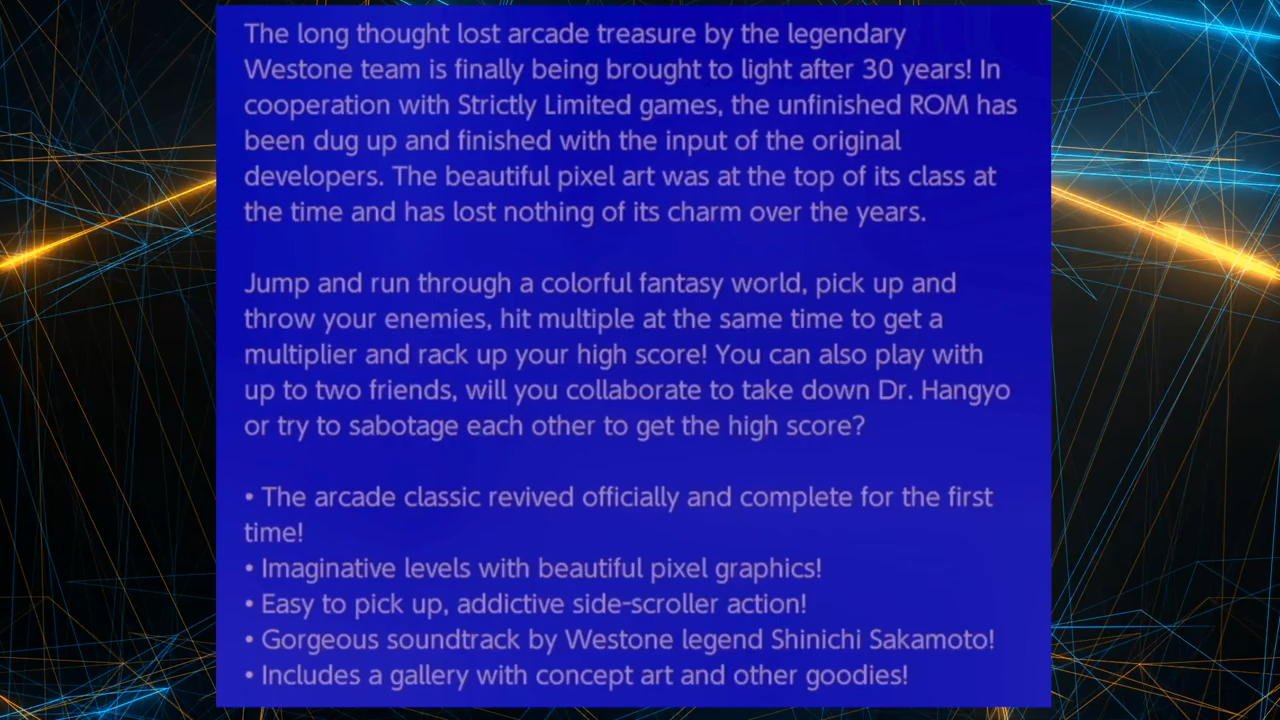 The long thought lost arcade treasure by the legendary
Westone team is finally being brought to light after 30 years! In
cooperation with Strictly Limited games, the unfinished ROM has
been dug up and finished with the input of the original
developers. The beautiful pixel art was at the top of its class at
the time and has lost nothing of its charm over the years.
Jump and run through a colorful fantasy world, pick up and
throw your enemies, hit multiple at the same time to get a
multiplier and rack up your high score! You can also play with
up to two friends, will you collaborate to take down Dr. Hangyo
or try to sabotage each other to get the high score?
• The arcade classic revived officially and complete for the first
time!
• Imaginative levels with beautiful pixel graphics!
• Easy to pick up, addictive side-scroller action!
• Gorgeous soundtrack by Westone legend Shinichi Sakamoto!
• Includes a gallery with concept art and other goodies!